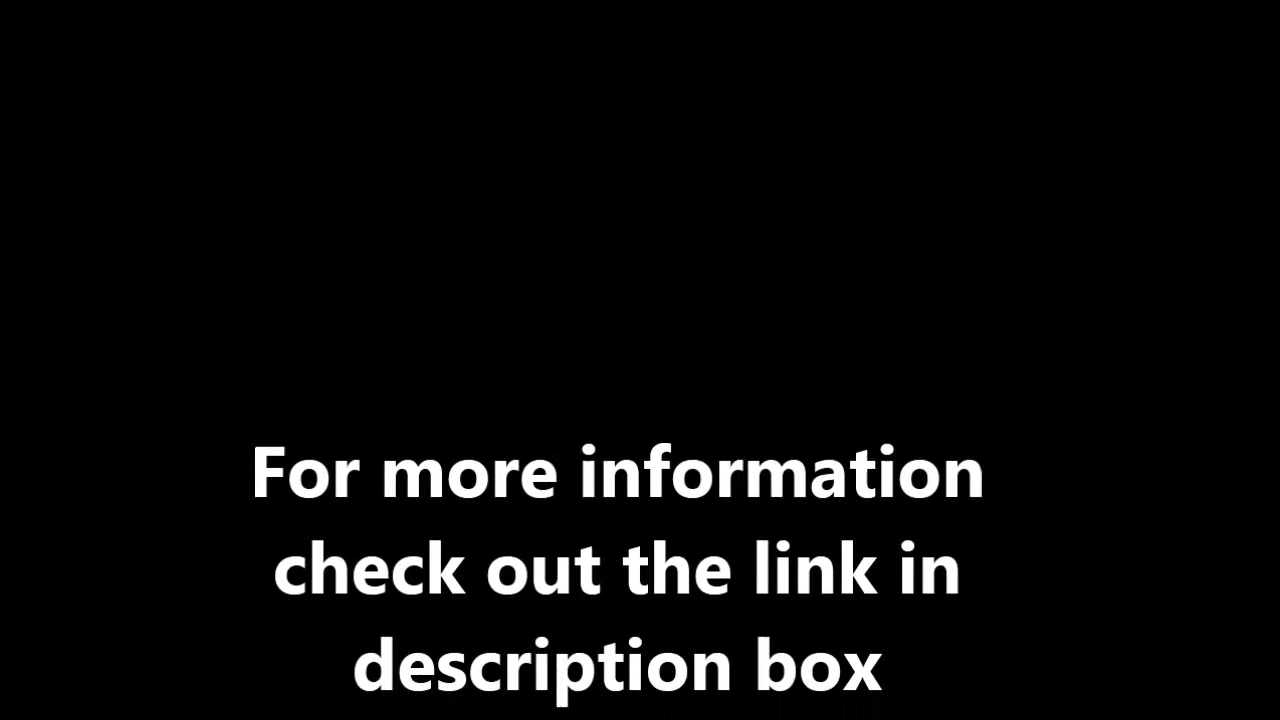 For more information
check out the link in
description box